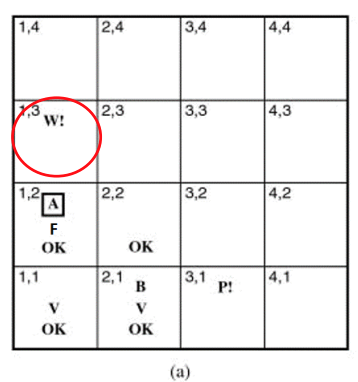 1,4 2,4 3,4 4,4
1,3 2,3 3,3 4,3
W!
1,2 2,2 3,2 4,2
A
F
OK OK
1,1 2,1 3,1 4,1
B P!
V V
OK OK
(a)